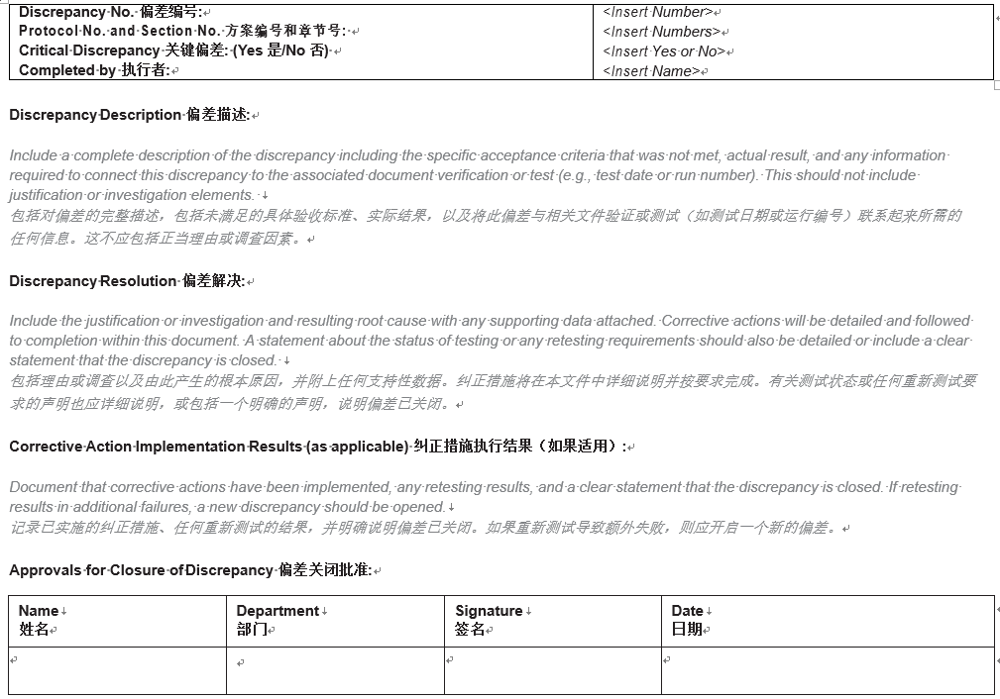 Discrepancy No. 偏差编号:
<Insert Number>
Protocol No. and Section No. 方案编号和章节号:
<Insert Numbers>
Critical Discrepancy 关键偏差: (Yes 是/No 否)
<Insert Yes or No>
Completed by 执行者:
<Insert Name>
Discrepancy Description 偏差描述:
Include a complete description of the discrepancy including the specific acceptance criteria that was not met, actual result, and any information
required to connect this discrepancy to the associated document verification or test (e.g., test date or run number). This should not include
justification or investigation elements.
包括对偏差的完整描述，包括未满足的具体验收标准、实际结果，以及将此偏差与相关文件验证或测试（如测试日期或运行编号）联系起来所需的
任何信息。这不应包括正当理由或调查因素。
Discrepancy Resolution 偏差解决:
Include the justification or investigation and resulting root cause with any supporting data attached. Corrective actions will be detailed and followed
to completion within this document. A statement about the status of testing or any retesting requirements should also be detailed or include a clear
statement that the discrepancy is closed.
包括理由或调查以及由此产生的根本原因，并附上任何支持性数据。纠正措施将在本文件中详细说明并按要求完成。有关测试状态或任何重新测试要
求的声明也应详细说明，或包括一个明确的声明，说明偏差已关闭。
Corrective Action Implementation Results (as applicable) 纠正措施执行结果（如果适用）:
Document that corrective actions have been implemented, any retesting results, and a clear statement that the discrepancy is closed. If retesting
results in additional failures, a new discrepancy should be opened.
记录已实施的纠正措施、任何重新测试的结果，并明确说明偏差已关闭。如果重新测试导致额外失败，则应开启一个新的偏差。
Approvals for Closure of Discrepancy 偏差关闭批准:
Name
姓名
Department
部门
Signature
签名
Date
日期